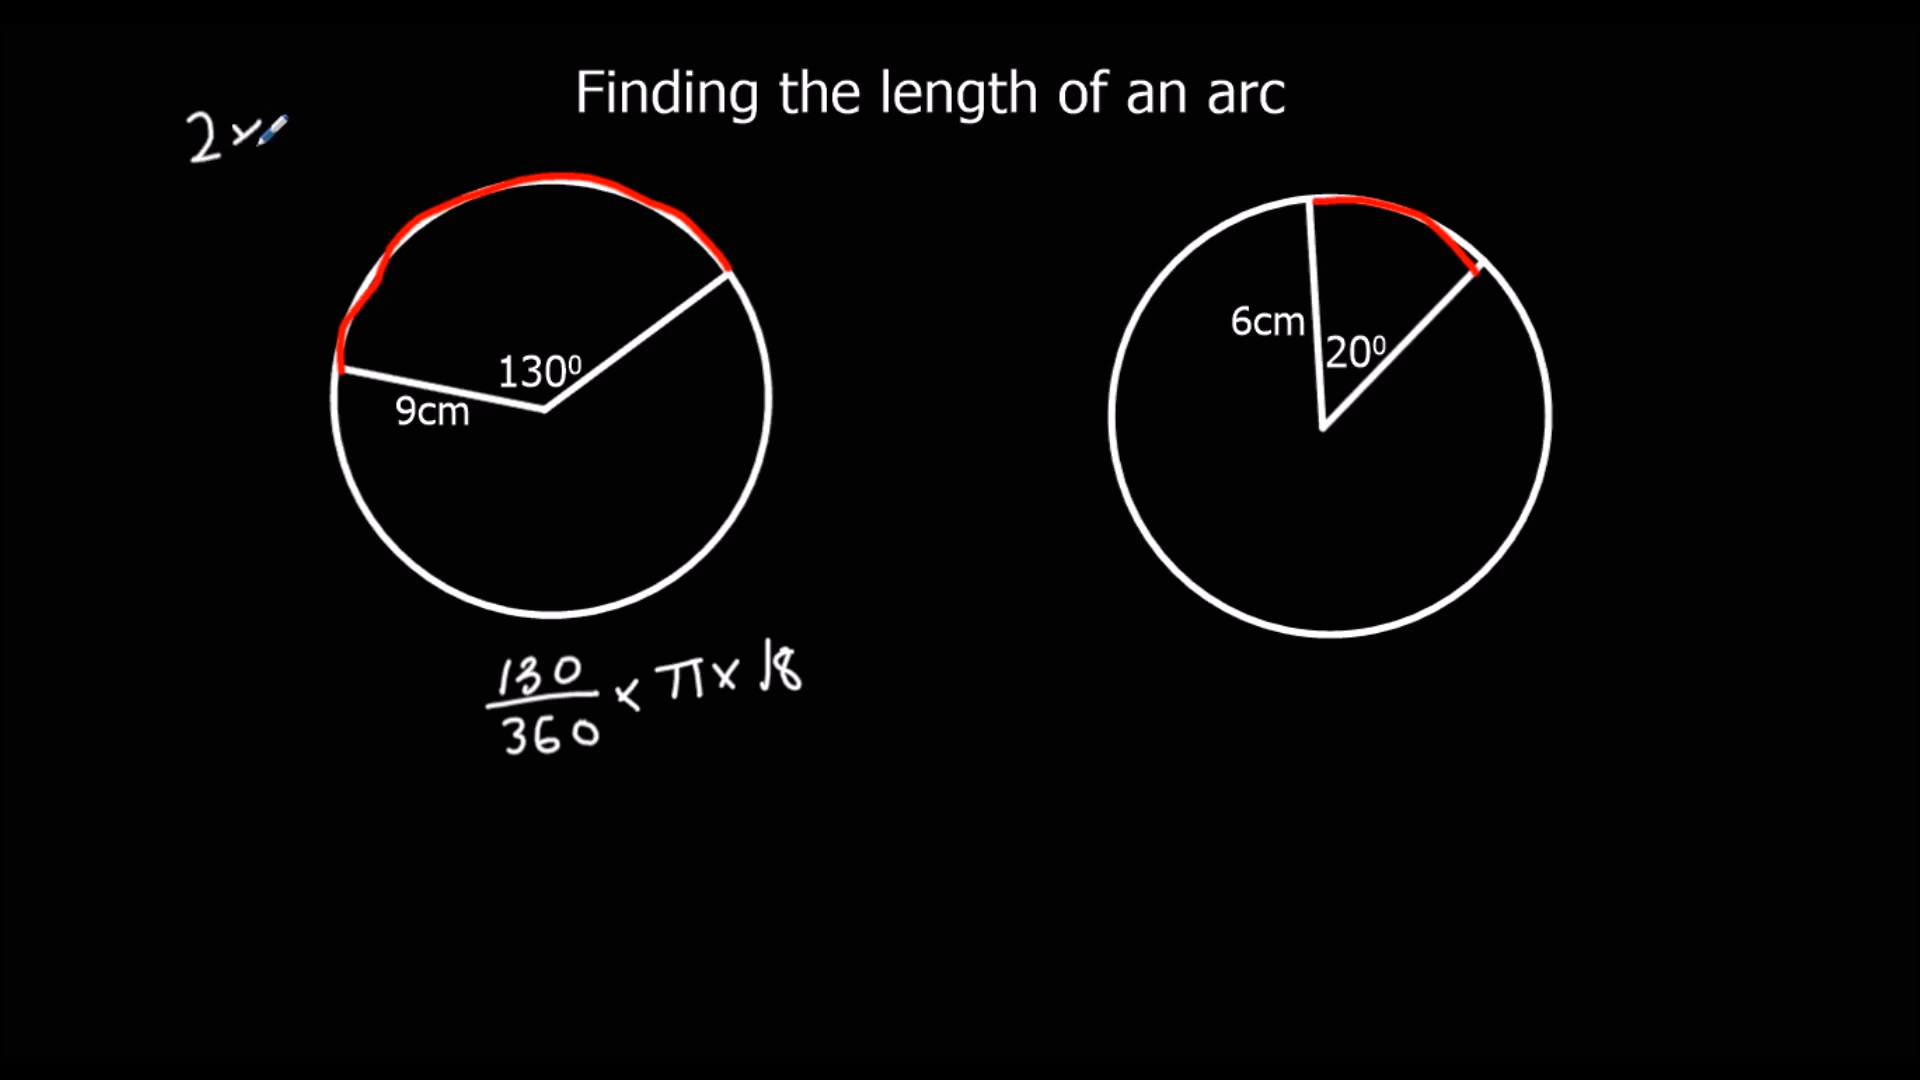 Finding the length of an arc
2 ×
130⁰
9cm
6cm
20⁰
130/360 × π × 18